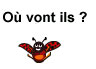 Où vont ils ?